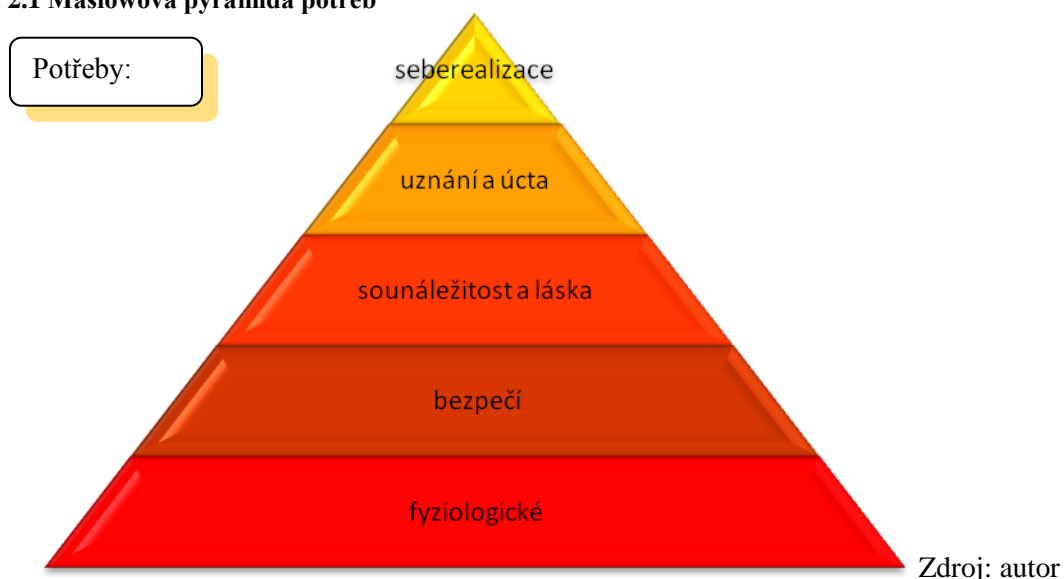 2.1 Maslowova pyramida potřeb
Potřeby:
seberealizace
uznání a úcta
sounáležitost a láska
bezpečí
fyziologické
Zdroj: autor